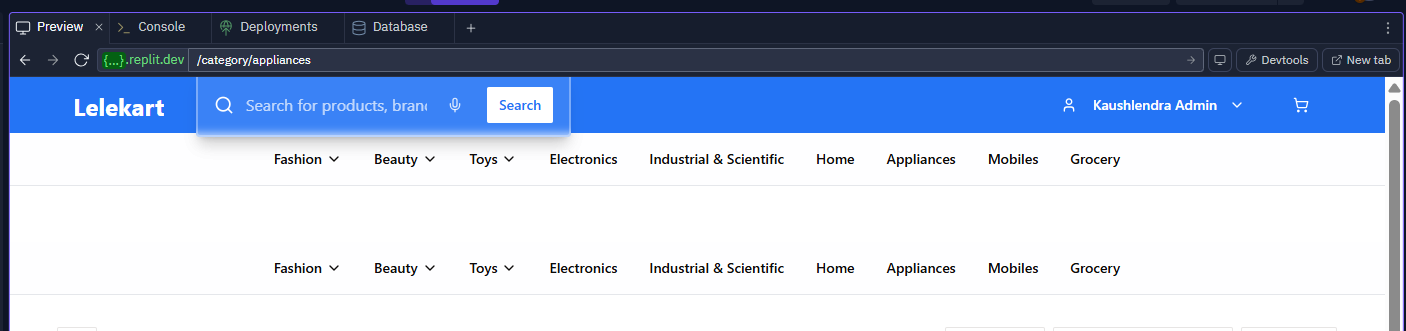 Preview × Console Deployments Database +
{...}.replit.dev /category/appliances Devtools New tab
Lelekart Search for products, bran Search Kaushlendra Admin
Fashion Beauty Toys Electronics Industrial & Scientific Home Appliances Mobiles Grocery
Fashion Beauty Toys Electronics Industrial & Scientific Home Appliances Mobiles Grocery